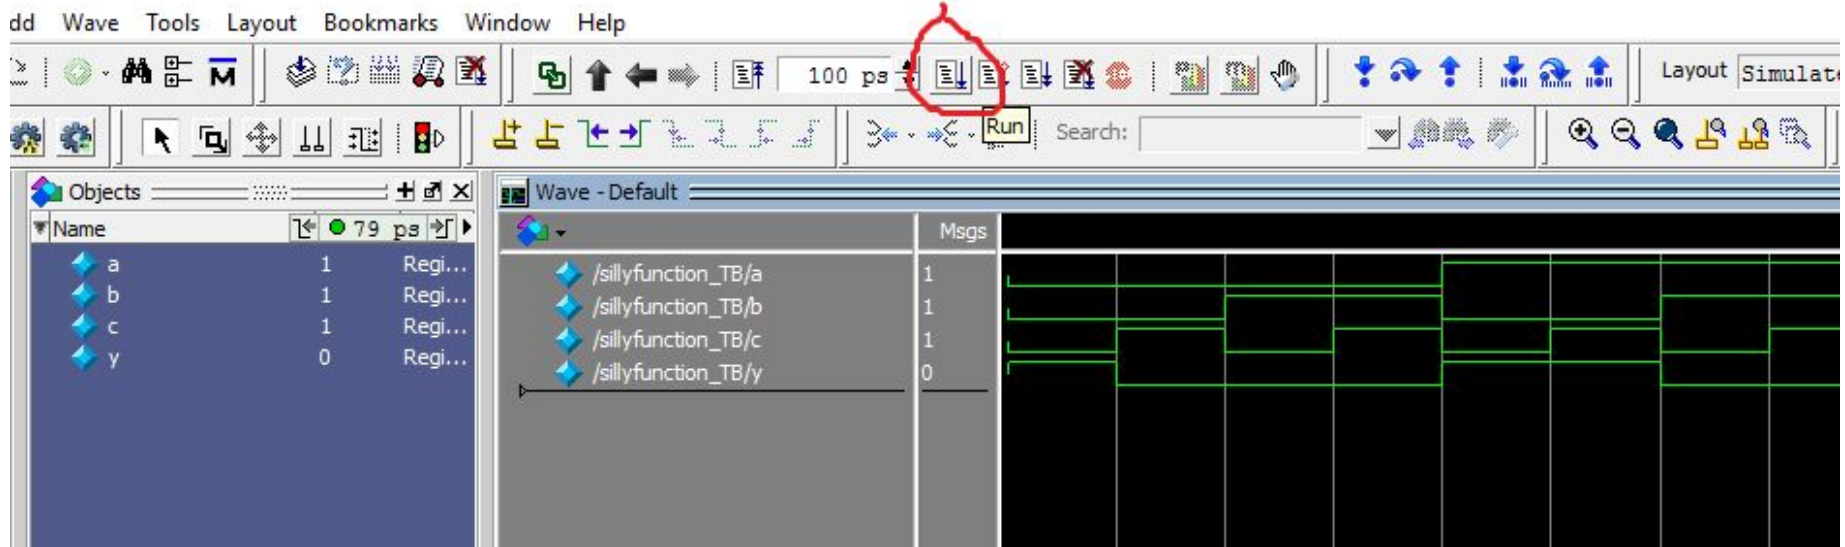 dd Wave Tools Layout Bookmarks Window Help
100 ps Layout Simulate
Run Search:
Objects Wave - Default
Name 79 ps Msgs
a 1 Regi...
b 1 Regi...
c 1 Regi...
y 0 Regi...
/sillyfunction_TB/a 1
/sillyfunction_TB/b 1
/sillyfunction_TB/c 1
/sillyfunction_TB/y 0